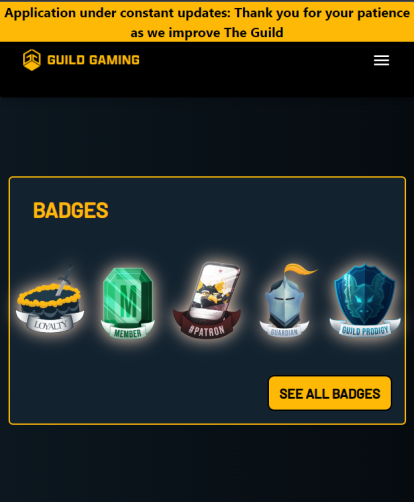 Application under constant updates: Thank you for your patience
as we improve The Guild
GUILD GAMING
BADGES
LOYALTY
M
MEMBER
#PATRON
GUARDIAN
GUILD PRODIGY
SEE ALL BADGES